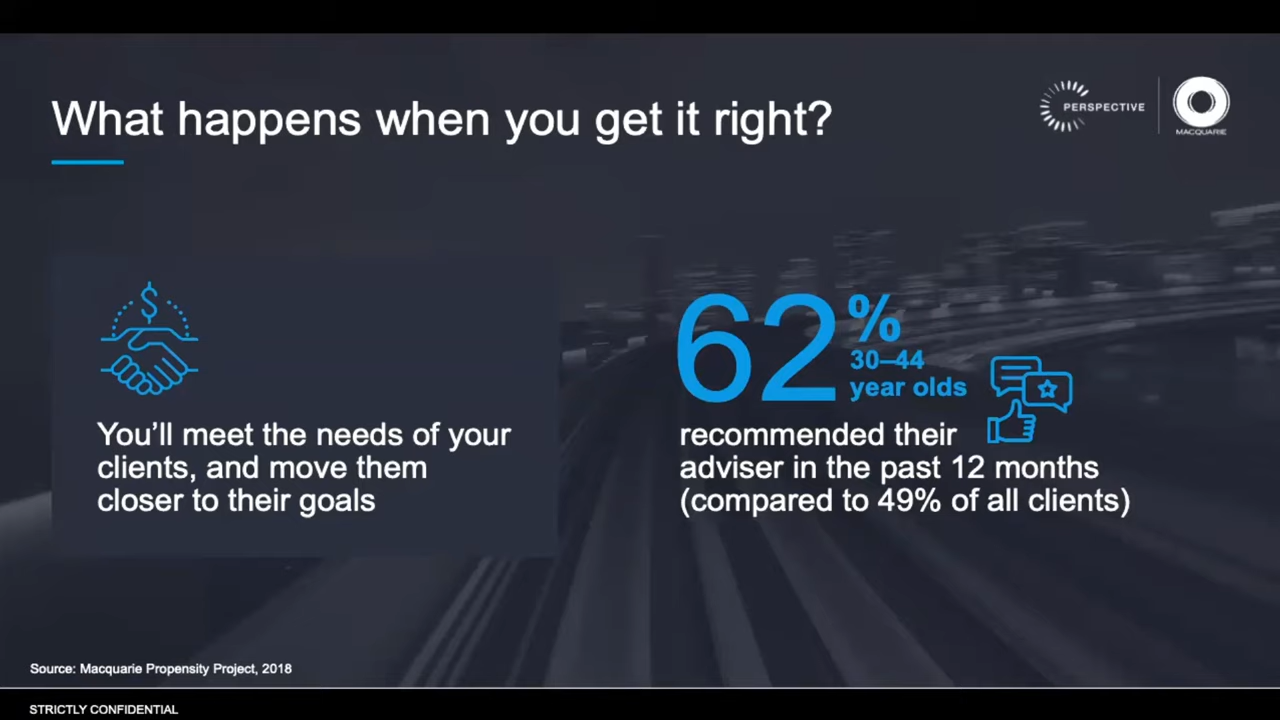 What happens when you get it right?
PERSPECTIVE
MACQUARIE
You'll meet the needs of your
clients, and move them
closer to their goals
62%
30–44
year olds
recommended their
adviser in the past 12 months
(compared to 49% of all clients)
Source: Macquarie Propensity Project, 2018
STRICTLY CONFIDENTIAL